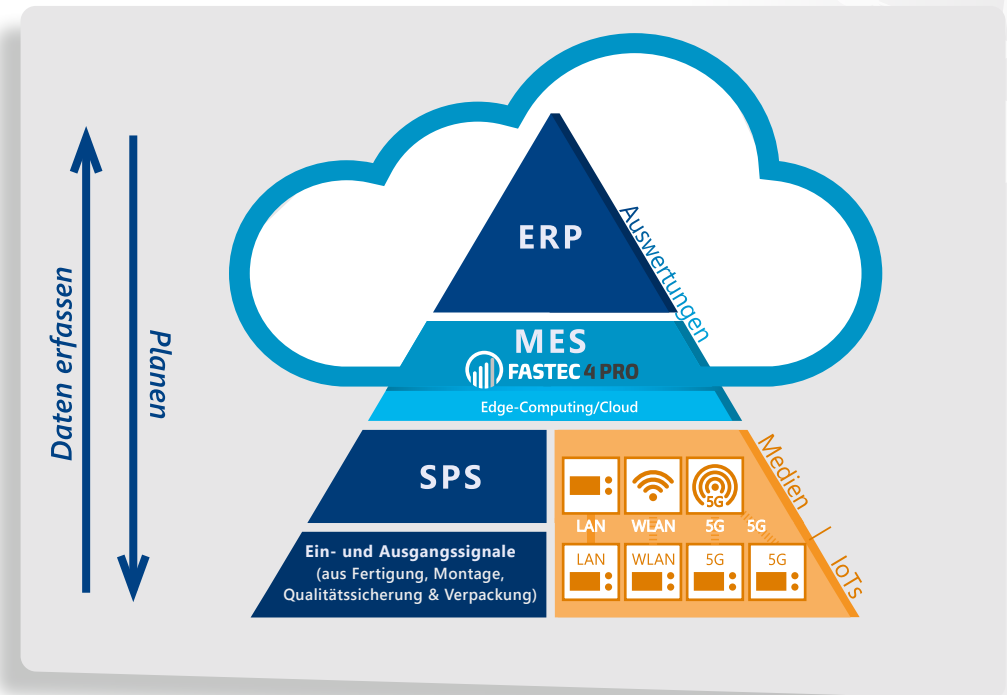 Daten erfassen
Planen
ERP
Auswertungen
MES
FASTEC 4 PRO
Edge-Computing/Cloud
SPS
Medien | IoTs
5G
LAN WLAN 5G 5G
Ein- und Ausgangssignale
(aus Fertigung, Montage,
Qualitätssicherung & Verpackung)
LAN WLAN 5G 5G